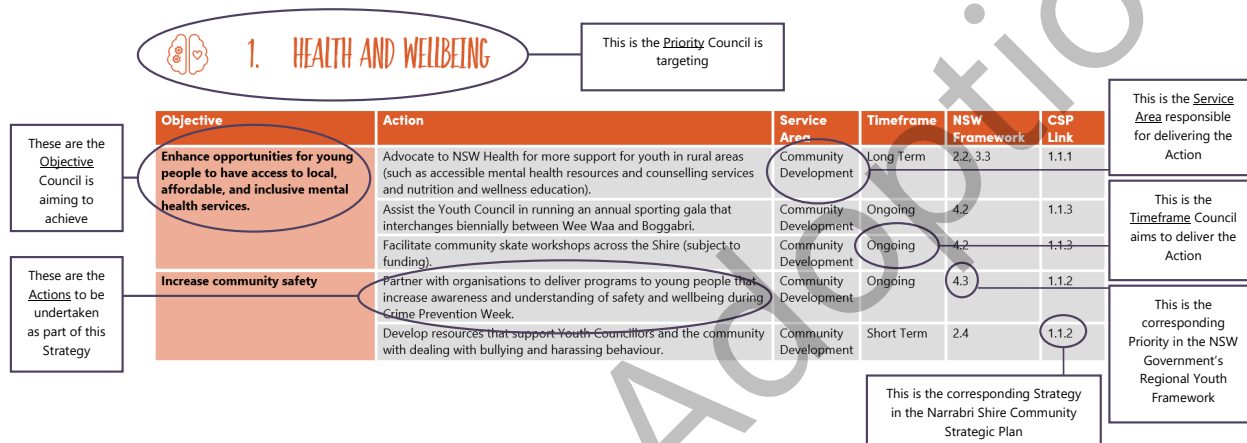 1. HEALTH AND WELLBEING
This is the Priority Council is
targeting
These are the
Objective
Council is
aiming to
achieve
These are the
Actions to be
undertaken
as part of this
Strategy
Objective
Action
Service
Area
Timeframe
NSW
Framework
CSP
Link
Enhance opportunities for young
people to have access to local,
affordable, and inclusive mental
health services.
Advocate to NSW Health for more support for youth in rural areas
(such as accessible mental health resources and counselling services
and nutrition and wellness education).
Community
Development
Long Term
2.2, 3.3
1.1.1
Assist the Youth Council in running an annual sporting gala that
interchanges biennially between Wee Waa and Boggabri.
Community
Development
Ongoing
4.2
1.1.3
Facilitate community skate workshops across the Shire (subject to
funding).
Community
Development
Ongoing
4.2
1.1.3
Increase community safety
Partner with organisations to deliver programs to young people that
increase awareness and understanding of safety and wellbeing during
Crime Prevention Week.
Community
Development
Ongoing
4.3
1.1.2
Develop resources that support Youth Councillors and the community
with dealing with bullying and harassing behaviour.
Community
Development
Short Term
2.4
1.1.2
This is the Service
Area responsible
for delivering the
Action
This is the
Timeframe Council
aims to deliver the
Action
This is the
corresponding
Priority in the NSW
Government's
Regional Youth
Framework
This is the corresponding Strategy
in the Narrabri Shire Community
Strategic Plan
Adoptio